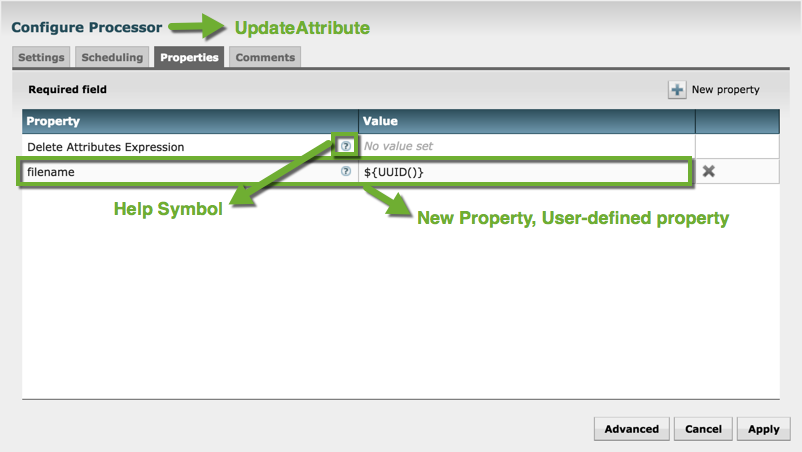 Configure Processor UpdateAttribute
Settings Scheduling Properties Comments
Required field New property
Property Value
Delete Attributes Expression ? No value set
filename ? ${UUID()}
Help Symbol
New Property, User-defined property
Advanced Cancel Apply